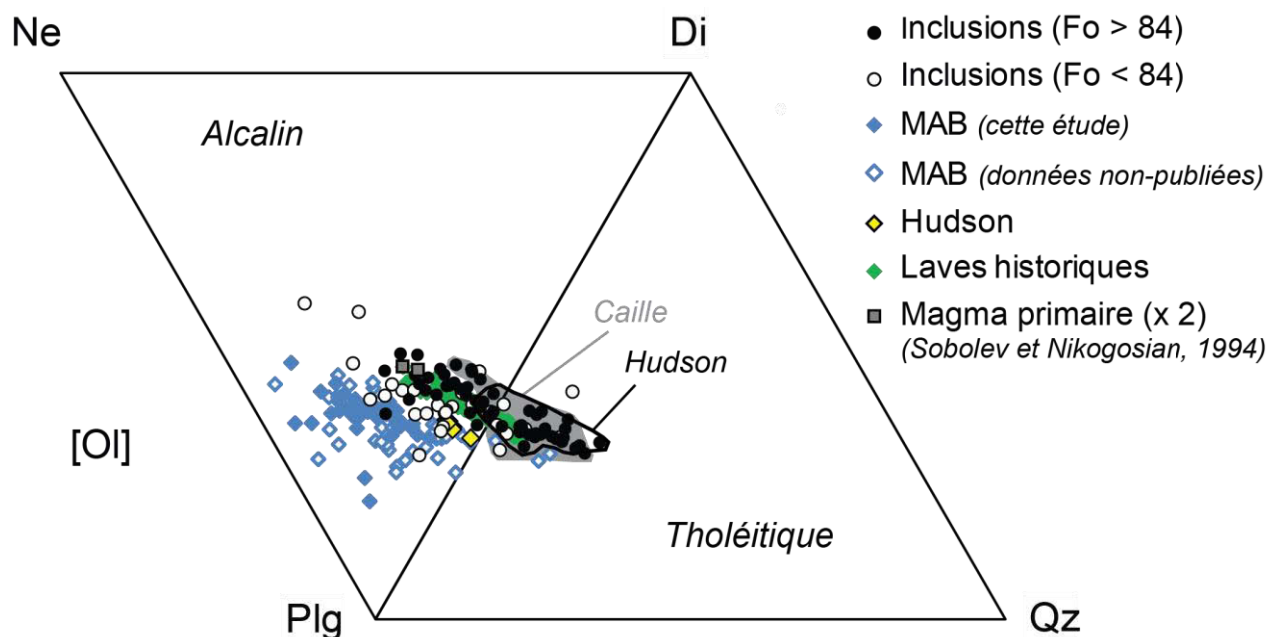 Ne
Di
Alcalin
Caille
Hudson
[Ol]
Tholéitique
Plg
Qz
Inclusions (Fo > 84)
Inclusions (Fo < 84)
MAB (cette étude)
MAB (données non-publiées)
Hudson
Laves historiques
Magma primaire (x 2)
(Sobolev et Nikogosian, 1994)